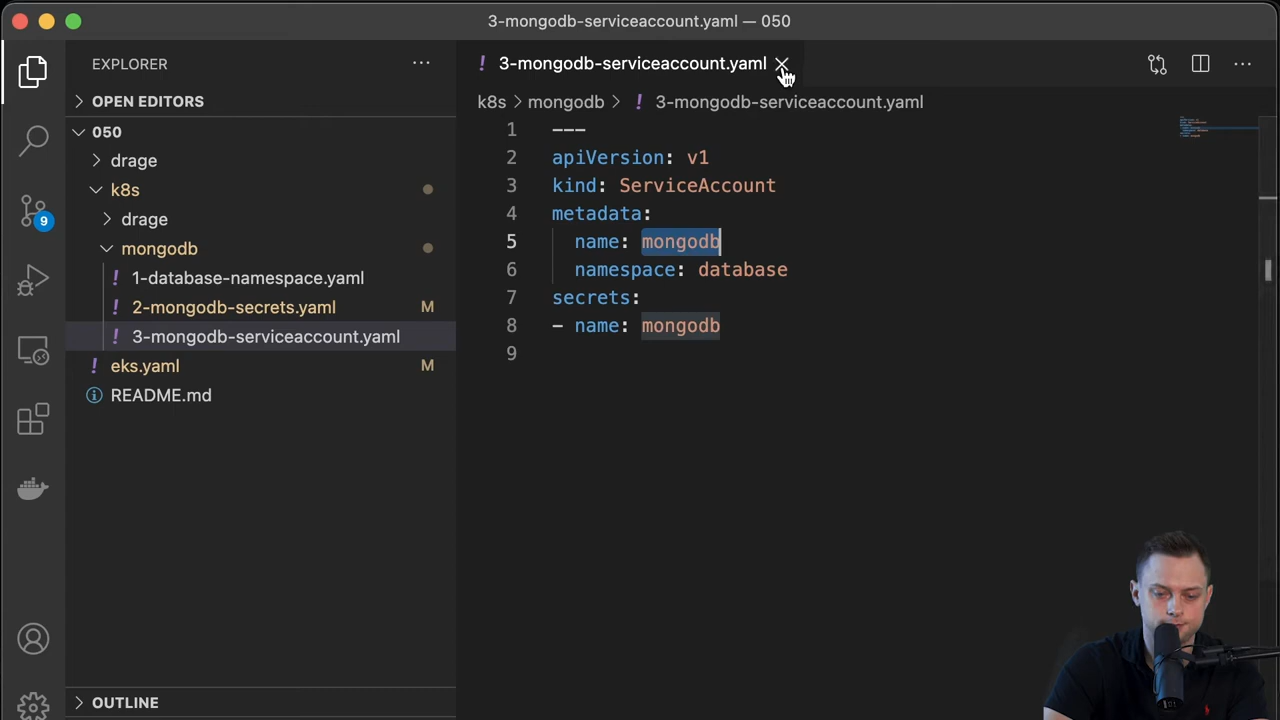 3-mongodb-serviceaccount.yaml — 050
EXPLORER
OPEN EDITORS
050
drage
k8s
drage
mongodb
! 1-database-namespace.yaml
! 2-mongodb-secrets.yaml M
! 3-mongodb-serviceaccount.yaml
! eks.yaml M
README.md
OUTLINE
9
! 3-mongodb-serviceaccount.yaml
k8s > mongodb > ! 3-mongodb-serviceaccount.yaml
1 ---
2 apiVersion: v1
3 kind: ServiceAccount
4 metadata:
5 name: mongodb
6 namespace: database
7 secrets:
8 - name: mongodb
9